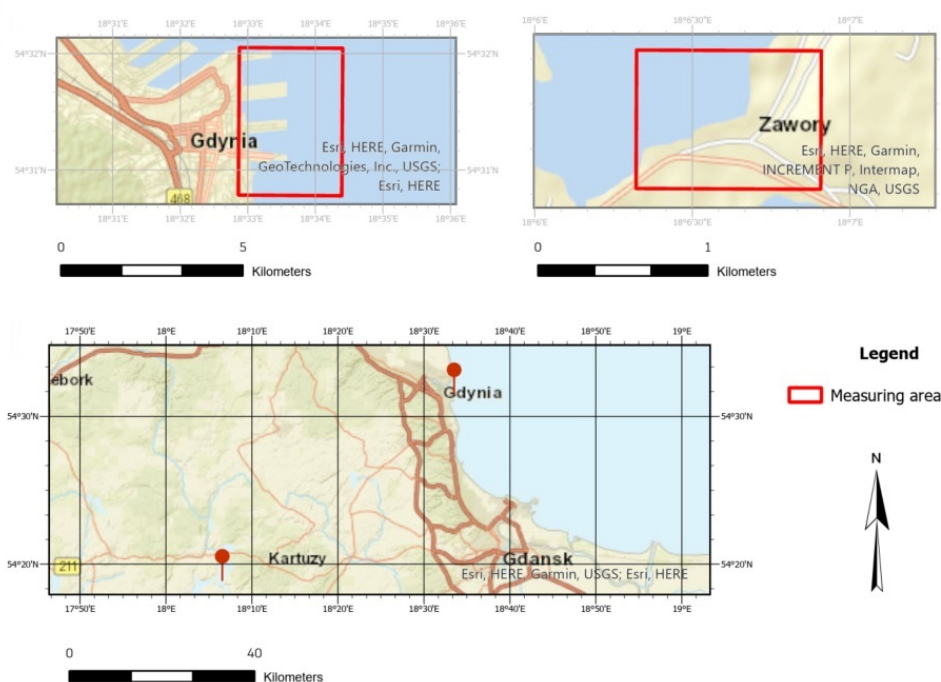 18°31'E 18°32'E 18°33'E 18°34'E 18°35'E 18°36'E
54°32'N 54°32'N
Gdynia
Esri, HERE, Garmin,
GeoTechnologies, Inc., USGS;
Esri, HERE
54°31'N 54°31'N
468
18°31'E 18°32'E 18°33'E 18°34'E 18°35'E 18°36'E
0 5
Kilometers
18°6'E 18°6'30"E 18°7'E
54°20'N 54°20'N
Zawory
Esri, HERE, Garmin,
INCREMENT P, Intermap,
NGA, USGS
18°6'E 18°6'30"E 18°7'E
0 1
Kilometers
17°50'E 18°E 18°10'E 18°20'E 18°30'E 18°40'E 18°50'E 19°E
ebork
Gdynia
54°30'N 54°30'N
Kartuzy
Gdansk
211
54°20'N 54°20'N
Esri, HERE, Garmin, USGS; Esri, HERE
17°50'E 18°E 18°10'E 18°20'E 18°30'E 18°40'E 18°50'E 19°E
0 40
Kilometers
Legend
Measuring area
N